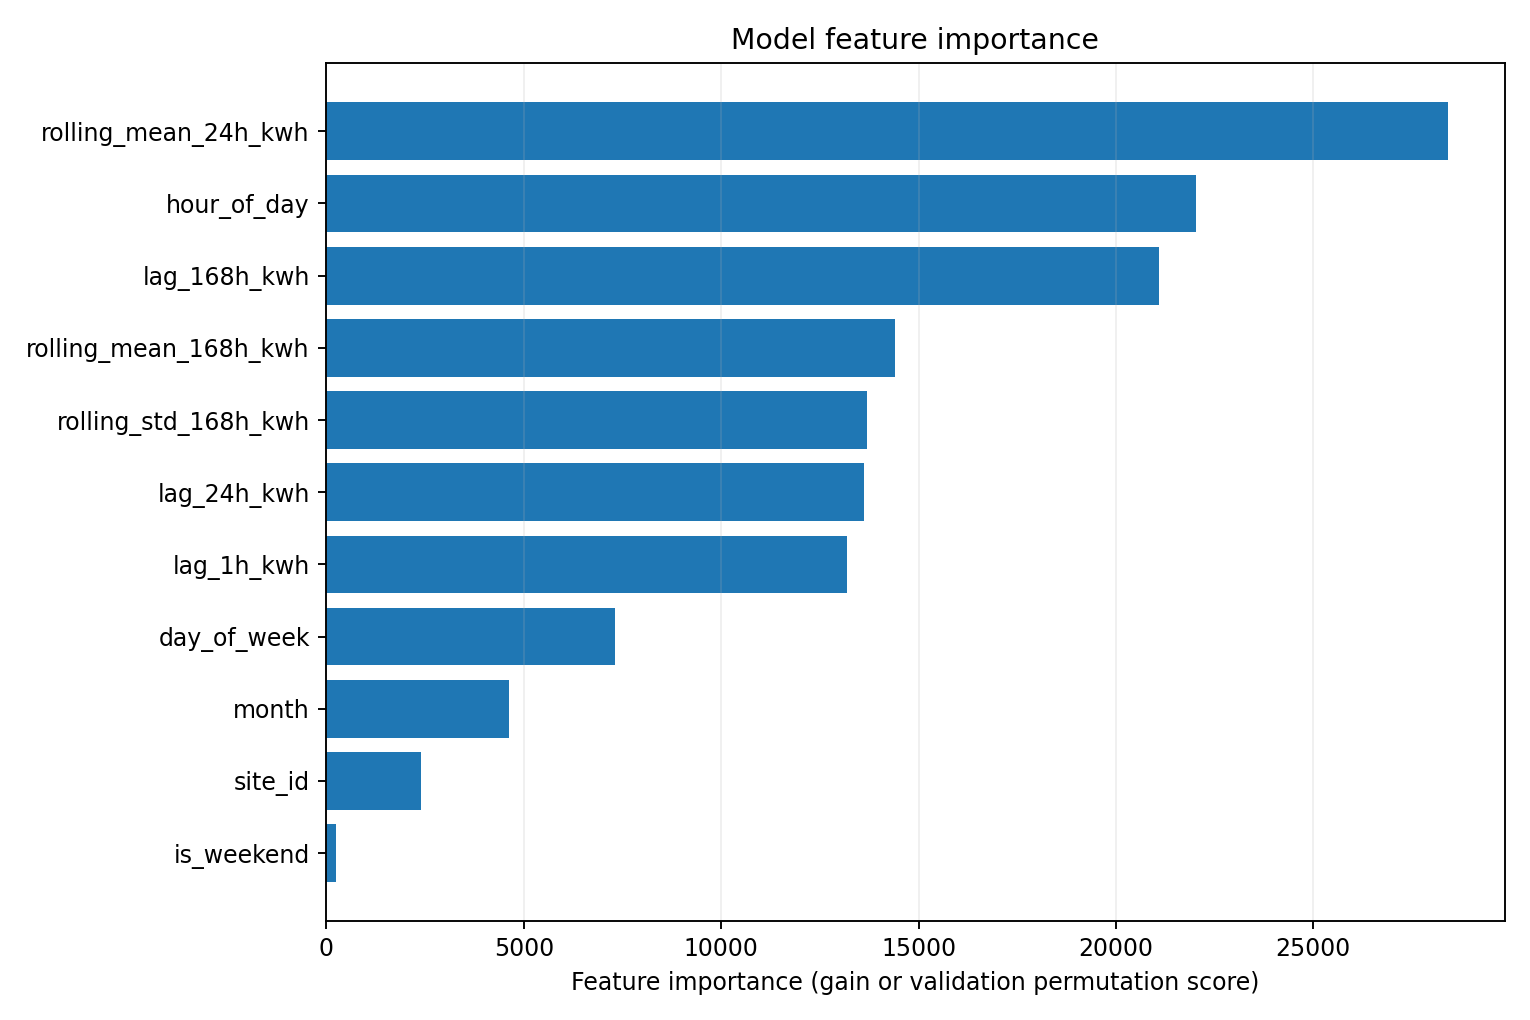 Model feature importance
rolling_mean_24h_kwh
hour_of_day
lag_168h_kwh
rolling_mean_168h_kwh
rolling_std_168h_kwh
lag_24h_kwh
lag_1h_kwh
day_of_week
month
site_id
is_weekend
0 5000 10000 15000 20000 25000
Feature importance (gain or validation permutation score)